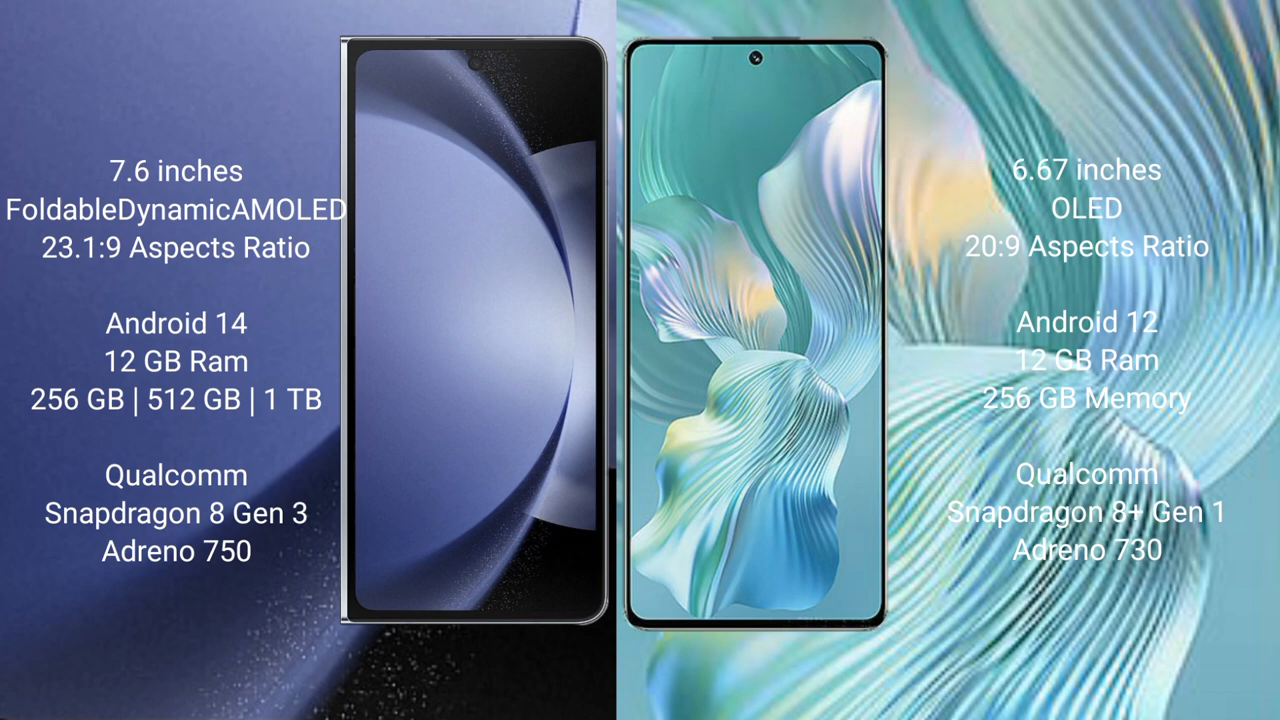 7.6 inches
FoldableDynamicAMOLED
23.1:9 Aspects Ratio
Android 14
12 GB Ram
256 GB | 512 GB | 1 TB
Qualcomm
Snapdragon 8 Gen 3
Adreno 750
6.67 inches
OLED
20:9 Aspects Ratio
Android 12
12 GB Ram
256 GB Memory
Qualcomm
Snapdragon 8+ Gen 1
Adreno 730